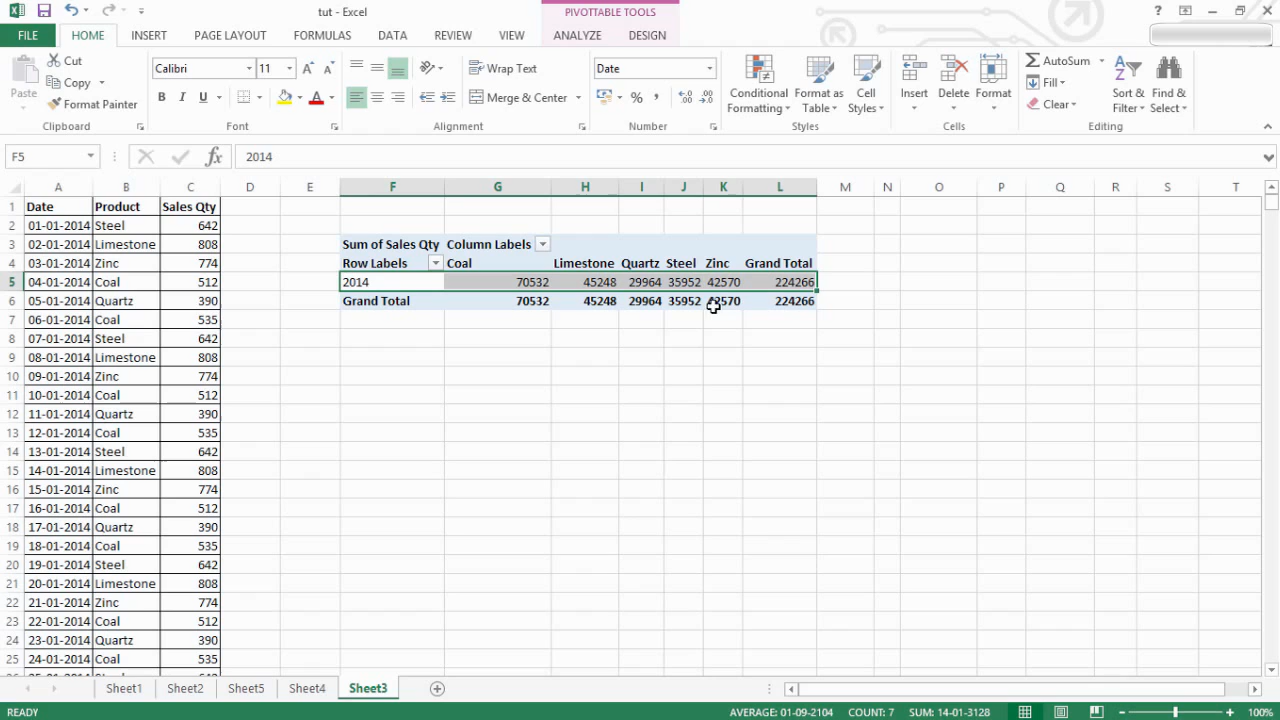 tut - Excel
PIVOTTABLE TOOLS
FILE HOME INSERT PAGE LAYOUT FORMULAS DATA REVIEW VIEW ANALYZE DESIGN
Cut
Copy
Format Painter
Paste
Clipboard
Calibri 11
B I U
Font
Wrap Text
Merge & Center
Alignment
Date
Number
Conditional Formatting
Format as Table
Cell Styles
Styles
Insert
Delete
Format
Cells
AutoSum
Fill
Clear
Sort & Filter
Find & Select
Editing
F5 fx 2014
A B C D E F G H I J K L M N O P Q R S T
1 Date Product Sales Qty
2 01-01-2014 Steel 642
3 02-01-2014 Limestone 808 Sum of Sales Qty Column Labels
4 03-01-2014 Zinc 774 Row Labels Coal Limestone Quartz Steel Zinc Grand Total
5 04-01-2014 Coal 512 2014 70532 45248 29964 35952 42570 224266
6 05-01-2014 Quartz 390 Grand Total 70532 45248 29964 35952 42570 224266
7 06-01-2014 Coal 535
8 07-01-2014 Steel 642
9 08-01-2014 Limestone 808
10 09-01-2014 Zinc 774
11 10-01-2014 Coal 512
12 11-01-2014 Quartz 390
13 12-01-2014 Coal 535
14 13-01-2014 Steel 642
15 14-01-2014 Limestone 808
16 15-01-2014 Zinc 774
17 16-01-2014 Coal 512
18 17-01-2014 Quartz 390
19 18-01-2014 Coal 535
20 19-01-2014 Steel 642
21 20-01-2014 Limestone 808
22 21-01-2014 Zinc 774
23 22-01-2014 Coal 512
24 23-01-2014 Quartz 390
25 24-01-2014 Coal 535
Sheet1 Sheet2 Sheet5 Sheet4 Sheet3
READY AVERAGE: 01-09-2104 COUNT: 7 SUM: 14-01-3128 100%